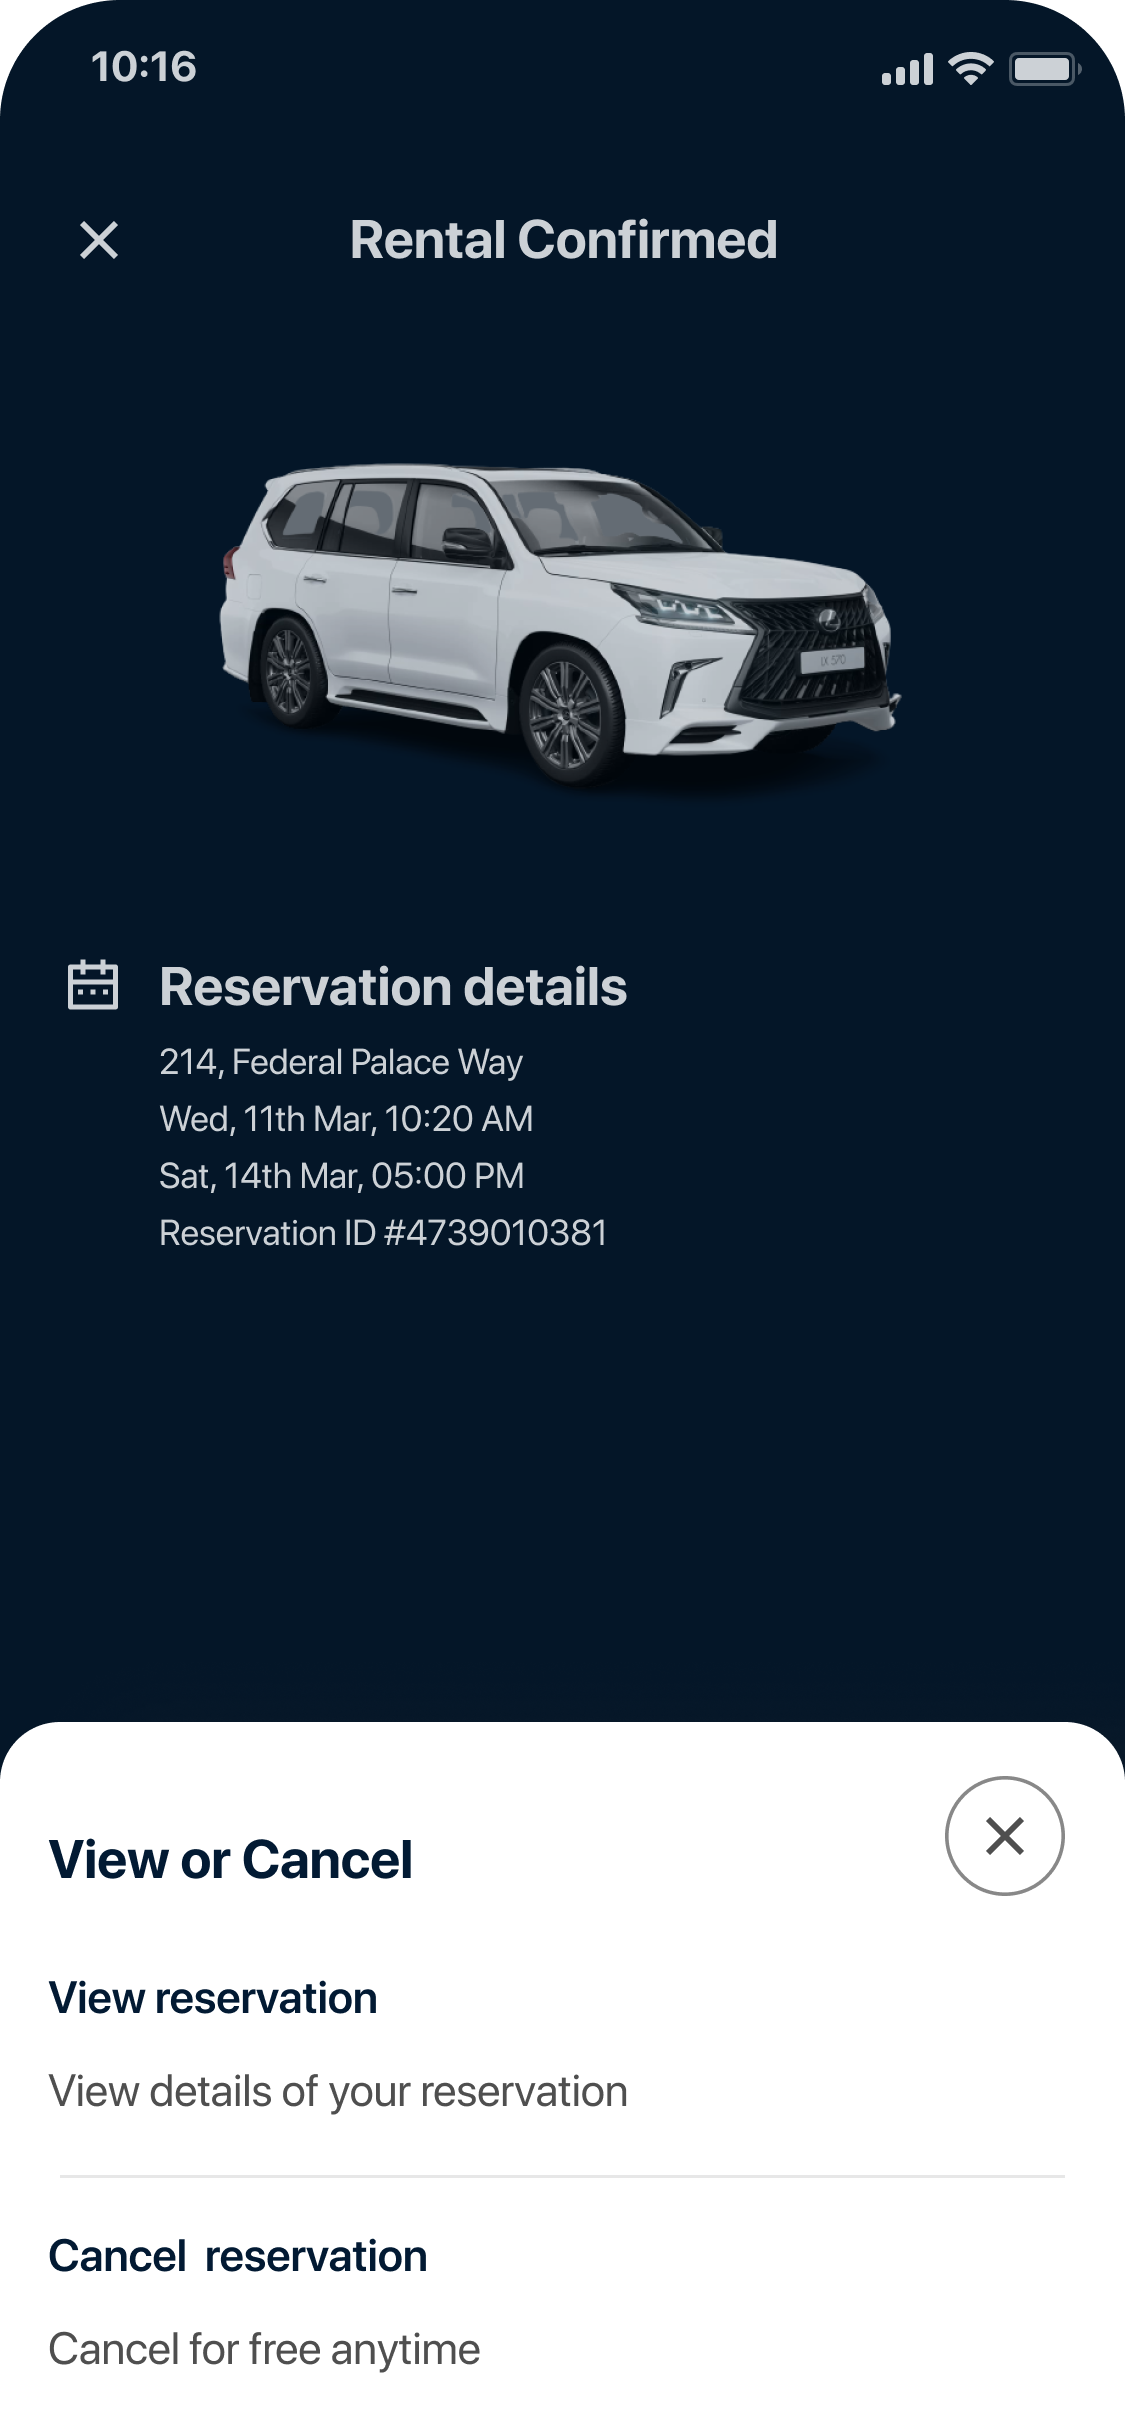 10:16
Rental Confirmed
LX 570
Reservation details
214, Federal Palace Way
Wed, 11th Mar, 10:20 AM
Sat, 14th Mar, 05:00 PM
Reservation ID #4739010381
View or Cancel
View reservation
View details of your reservation
Cancel  reservation
Cancel for free anytime